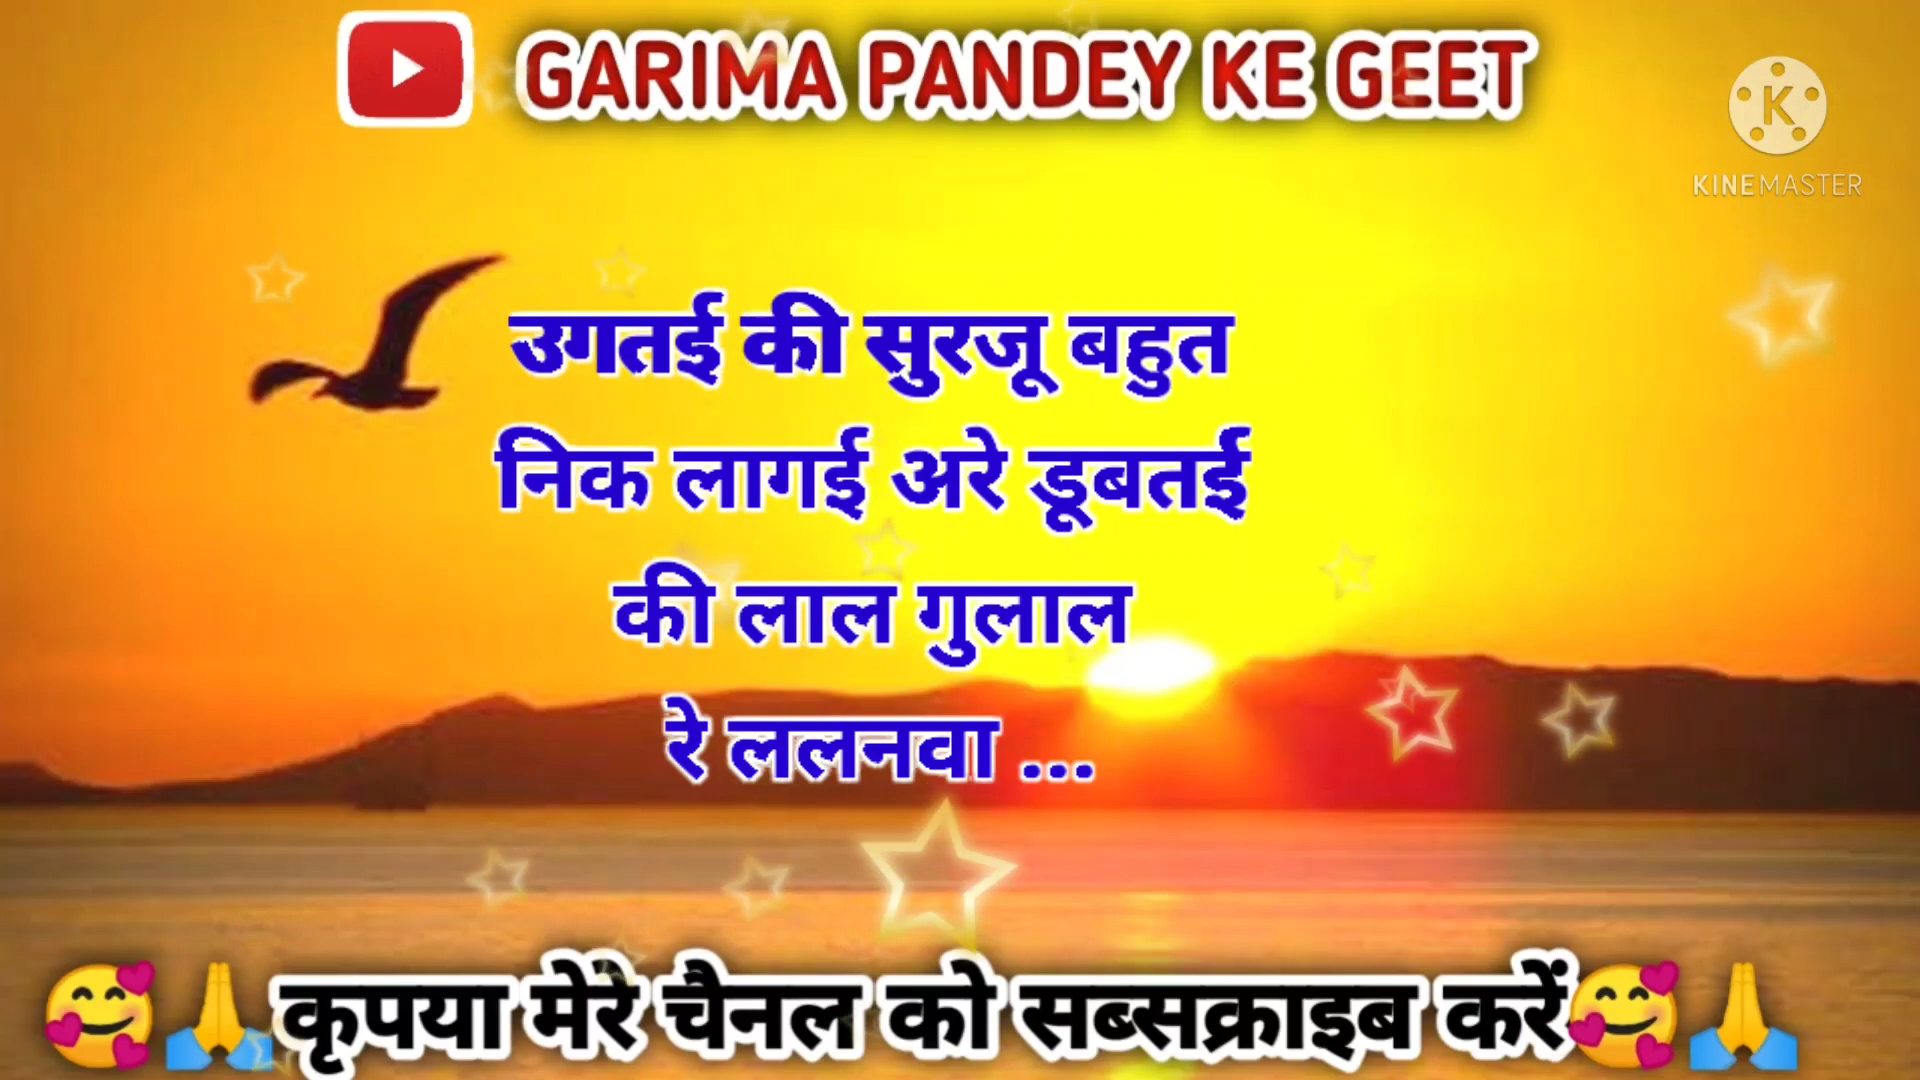 GARIMA PANDEY KE GEET
K
KINEMASTER
उगतई की सुरजू बहुत
निक लागई अरे डूबतई
की लाल गुलाल
रे ललनवा ...
🥰🙏कृपया मेरे चैनल को सब्सक्राइब करें🥰🙏